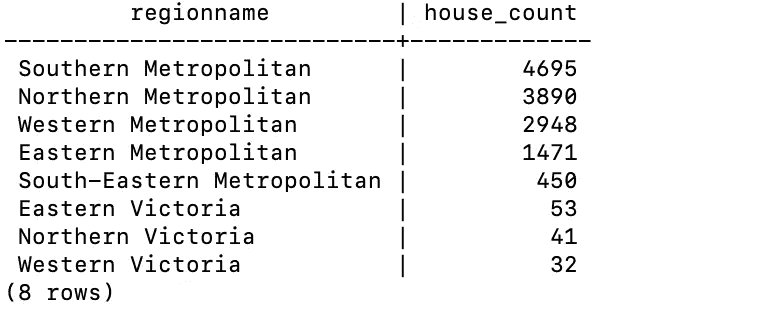 regionname | house_count
----------------------------+-------------
Southern Metropolitan | 4695
Northern Metropolitan | 3890
Western Metropolitan | 2948
Eastern Metropolitan | 1471
South-Eastern Metropolitan | 450
Eastern Victoria | 53
Northern Victoria | 41
Western Victoria | 32
(8 rows)